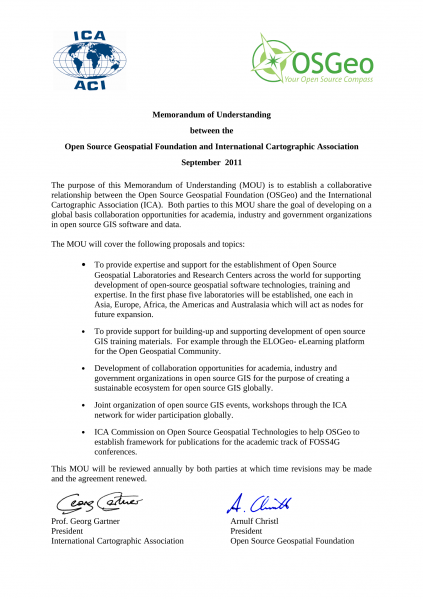 ICA
ACI
OSGeo
Your Open Source Compass
Memorandum of Understanding
between the
Open Source Geospatial Foundation and International Cartographic Association
September 2011
The purpose of this Memorandum of Understanding (MOU) is to establish a collaborative
relationship between the Open Source Geospatial Foundation (OSGeo) and the International
Cartographic Association (ICA). Both parties to this MOU share the goal of developing on a
global basis collaboration opportunities for academia, industry and government organizations
in open source GIS software and data.
The MOU will cover the following proposals and topics:
• To provide expertise and support for the establishment of Open Source
Geospatial Laboratories and Research Centers across the world for supporting
development of open-source geospatial software technologies, training and
expertise. In the first phase five laboratories will be established, one each in
Asia, Europe, Africa, the Americas and Australasia which will act as nodes for
future expansion.
• To provide support for building-up and supporting development of open source
GIS training materials. For example through the ELOGeo- eLearning platform
for the Open Geospatial Community.
• Development of collaboration opportunities for academia, industry and
government organizations in open source GIS for the purpose of creating a
sustainable ecosystem for open source GIS globally.
• Joint organization of open source GIS events, workshops through the ICA
network for wider participation globally.
• ICA Commission on Open Source Geospatial Technologies to help OSGeo to
establish framework for publications for the academic track of FOSS4G
conferences.
This MOU will be reviewed annually by both parties at which time revisions may be made
and the agreement renewed.
Georg Gartner
A. Christl
Prof. Georg Gartner
Arnulf Christl
President
President
International Cartographic Association
Open Source Geospatial Foundation